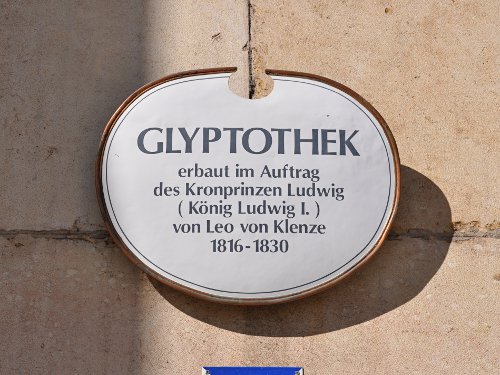 GLYPTOTHEK
erbaut im Auftrag
des Kronprinzen Ludwig
( König Ludwig I. )
von Leo von Klenze
1816-1830